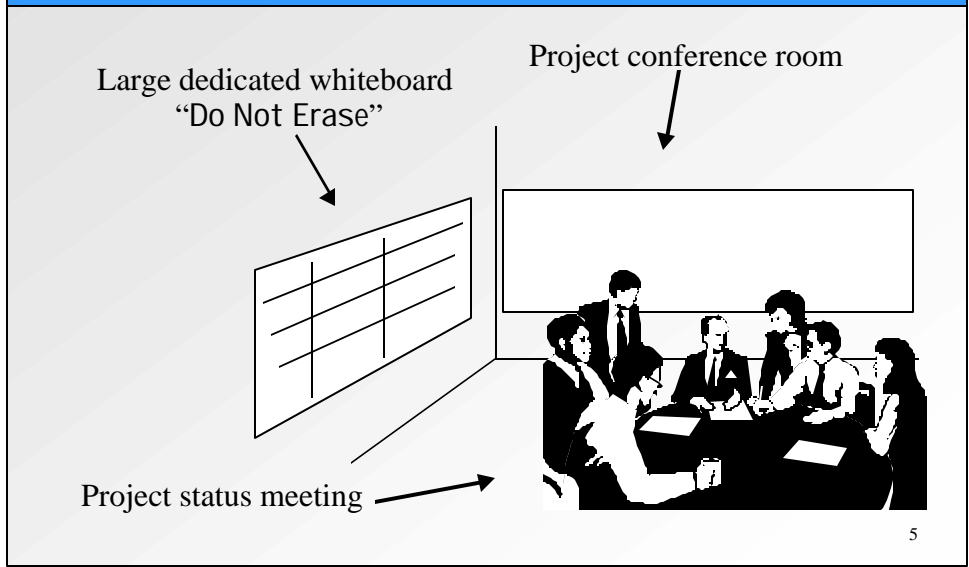 Large dedicated whiteboard
“Do Not Erase”
Project conference room
Project status meeting
5